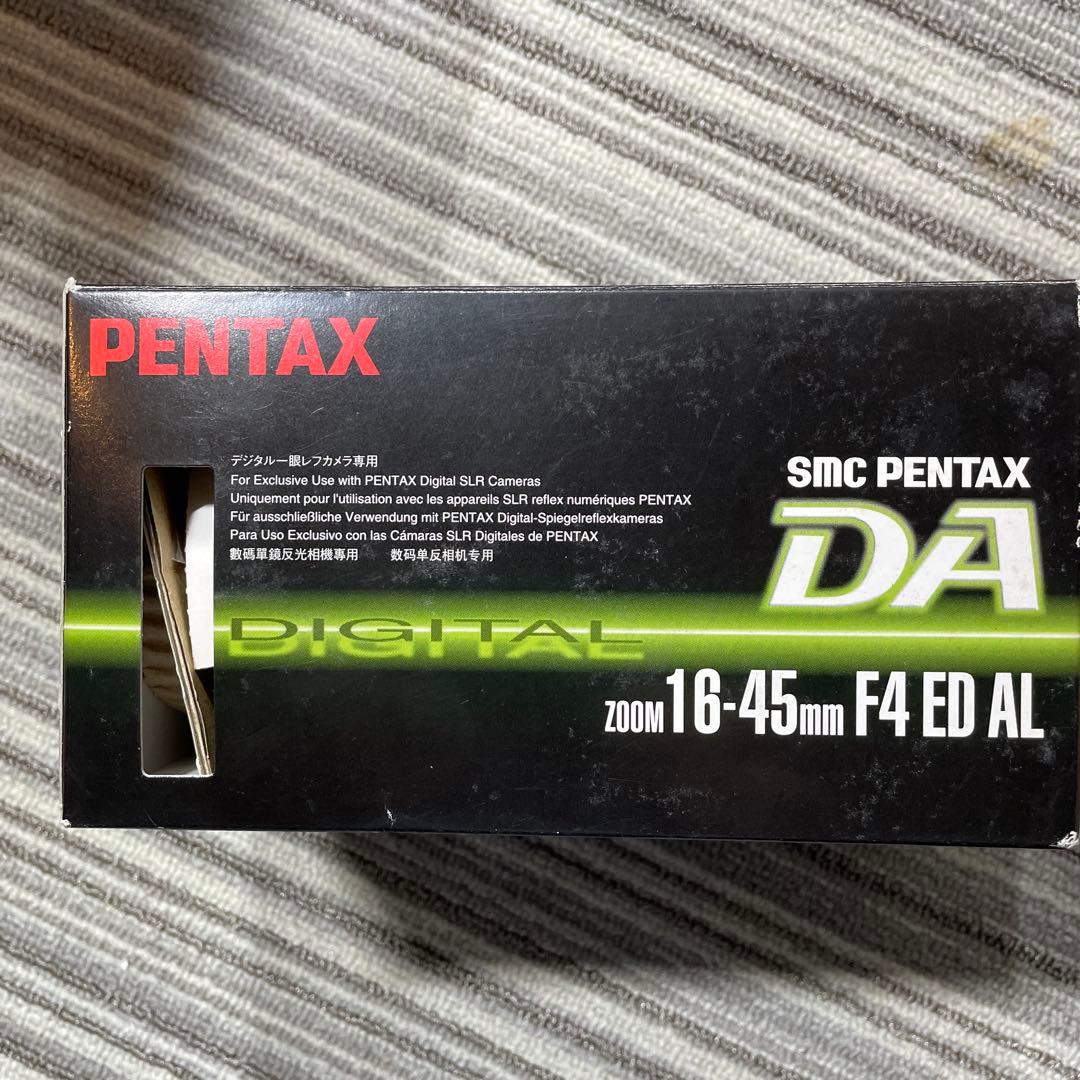 PENTAX
デジタル一眼レフカメラ専用
For Exclusive Use with PENTAX Digital SLR Cameras
Uniquement pour l'utilisation avec les appareils SLR reflex numériques PENTAX
Für ausschließliche Verwendung mit PENTAX Digital-Spiegelreflexkameras
Para Uso Exclusivo con las Cámaras SLR Digitales de PENTAX
數碼單鏡反光相機專用 数码单反相机专用
smc PENTAX
DA
DIGITAL
ZOOM 16-45mm F4 ED AL